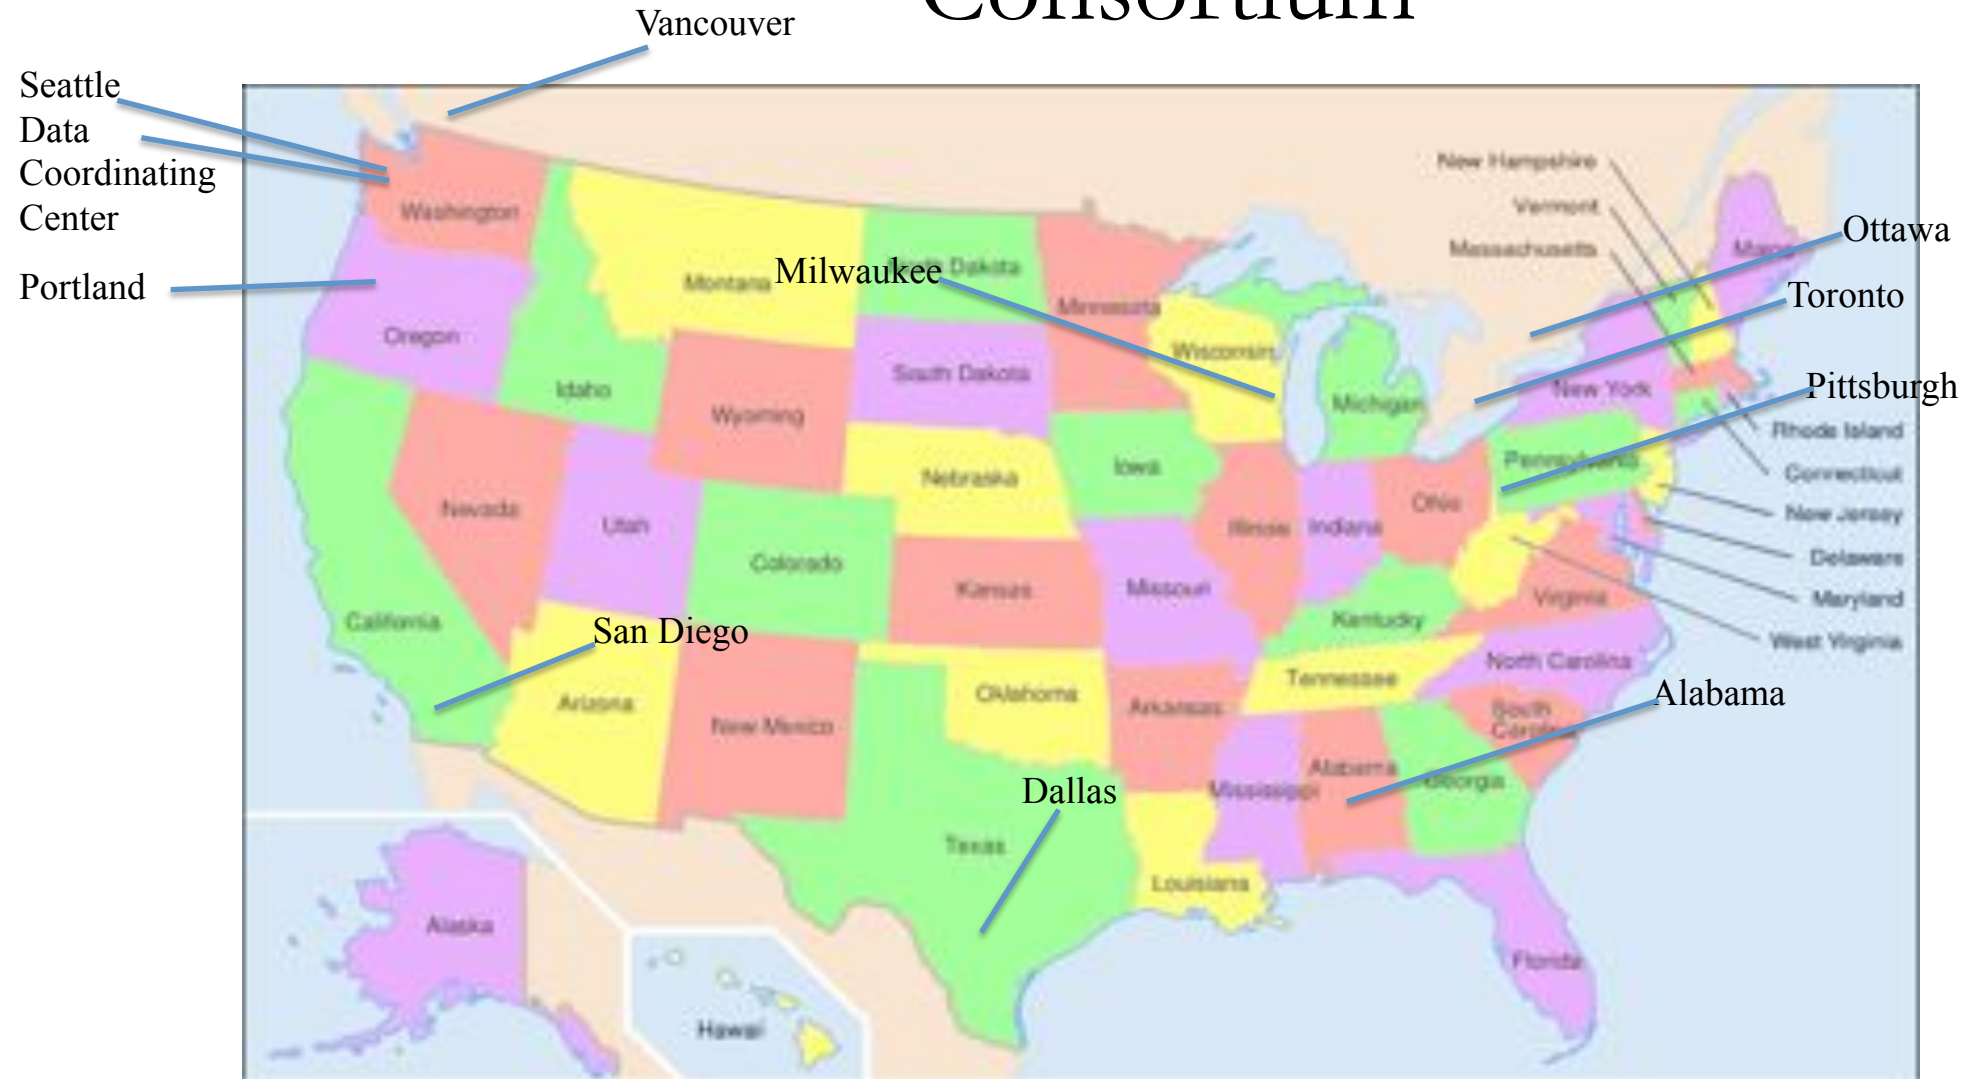 Consortium
Vancouver
Seattle
Data
Coordinating
Center
Portland
New Hampshire
Vermont
Massachusetts
Maine
Ottawa
Toronto
Pittsburgh
Washington
Montana
Milwaukee
North Dakota
Minnesota
Oregon
Idaho
Wyoming
South Dakota
Wisconsin
Michigan
New York
Rhode Island
Connecticut
New Jersey
Delaware
Maryland
West Virginia
Nevada
Utah
Colorado
Nebraska
Iowa
Illinois
Indiana
Ohio
Pennsylvania
California
San Diego
Kansas
Missouri
Kentucky
Virginia
Arizona
New Mexico
Oklahoma
Arkansas
Tennessee
North Carolina
South
Carolina
Alabama
Dallas
Texas
Mississippi
Alabama
Georgia
Louisiana
Florida
Alaska
Hawaii